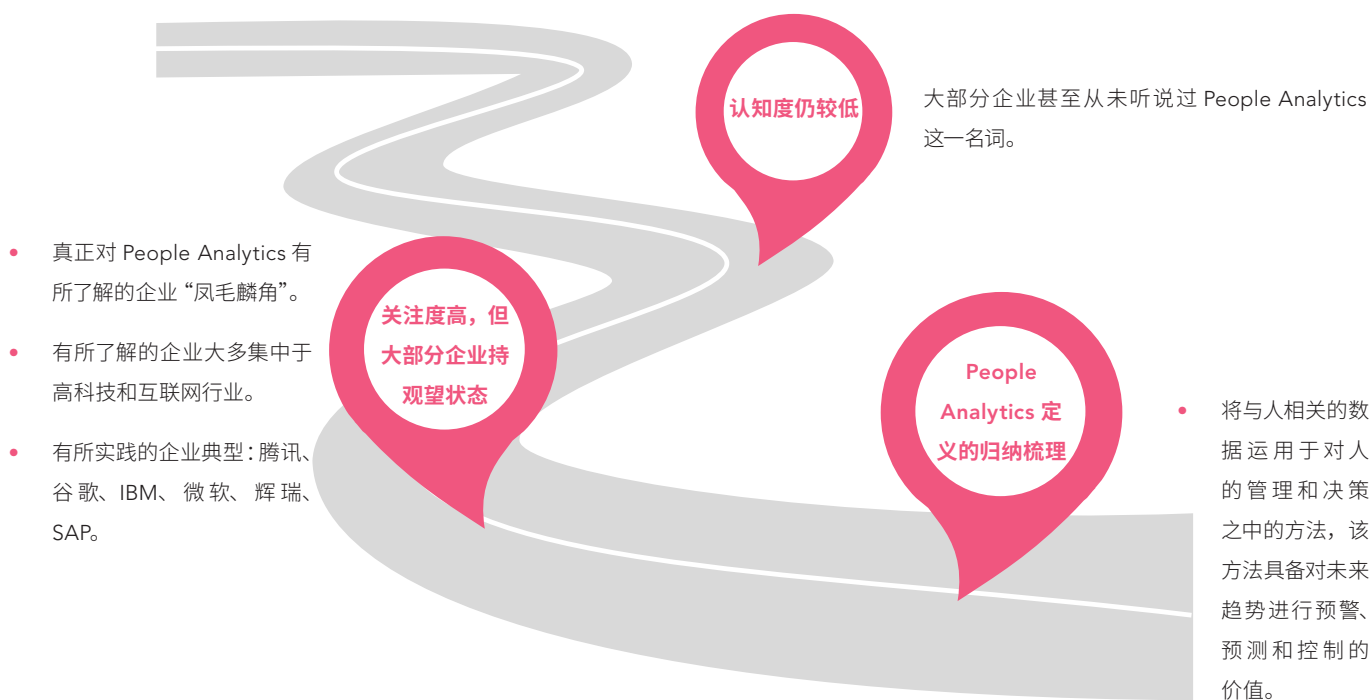 认知度仍较低
大部分企业甚至从未听说过 People Analytics
这一名词。
• 真正对 People Analytics 有
所了解的企业 “凤毛麟角”。
• 有所了解的企业大多集中于
高科技和互联网行业。
• 有所实践的企业典型：腾讯、
谷歌、IBM、微软、辉瑞、
SAP。
关注度高，但
大部分企业持
观望状态
People
Analytics 定
义的归纳梳理
• 将与人相关的数
据运用于对人
的管理和决策
之中的方法，该
方法具备对未来
趋势进行预警、
预测和控制的
价值。